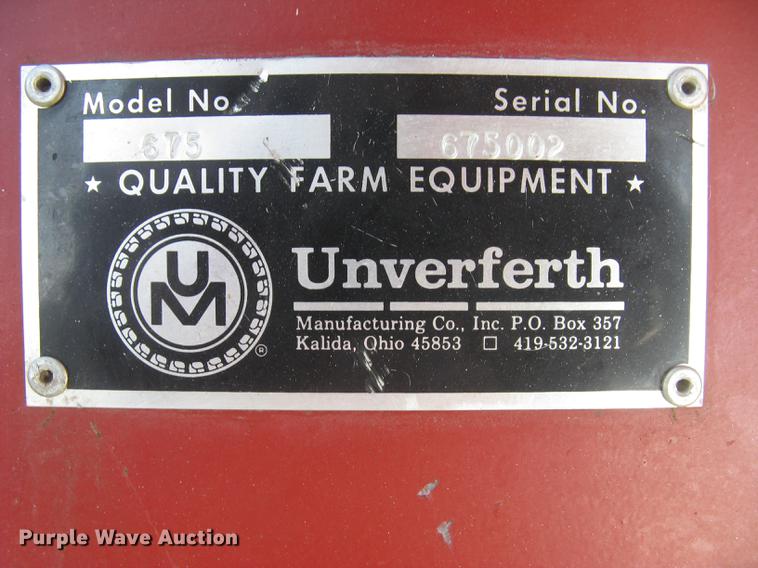 Model No. Serial No.
675 675002
★ QUALITY FARM EQUIPMENT ★
UM
Unverferth
®
Manufacturing Co., Inc. P.O. Box 357
Kalida, Ohio 45853 □ 419-532-3121
Purple Wave Auction